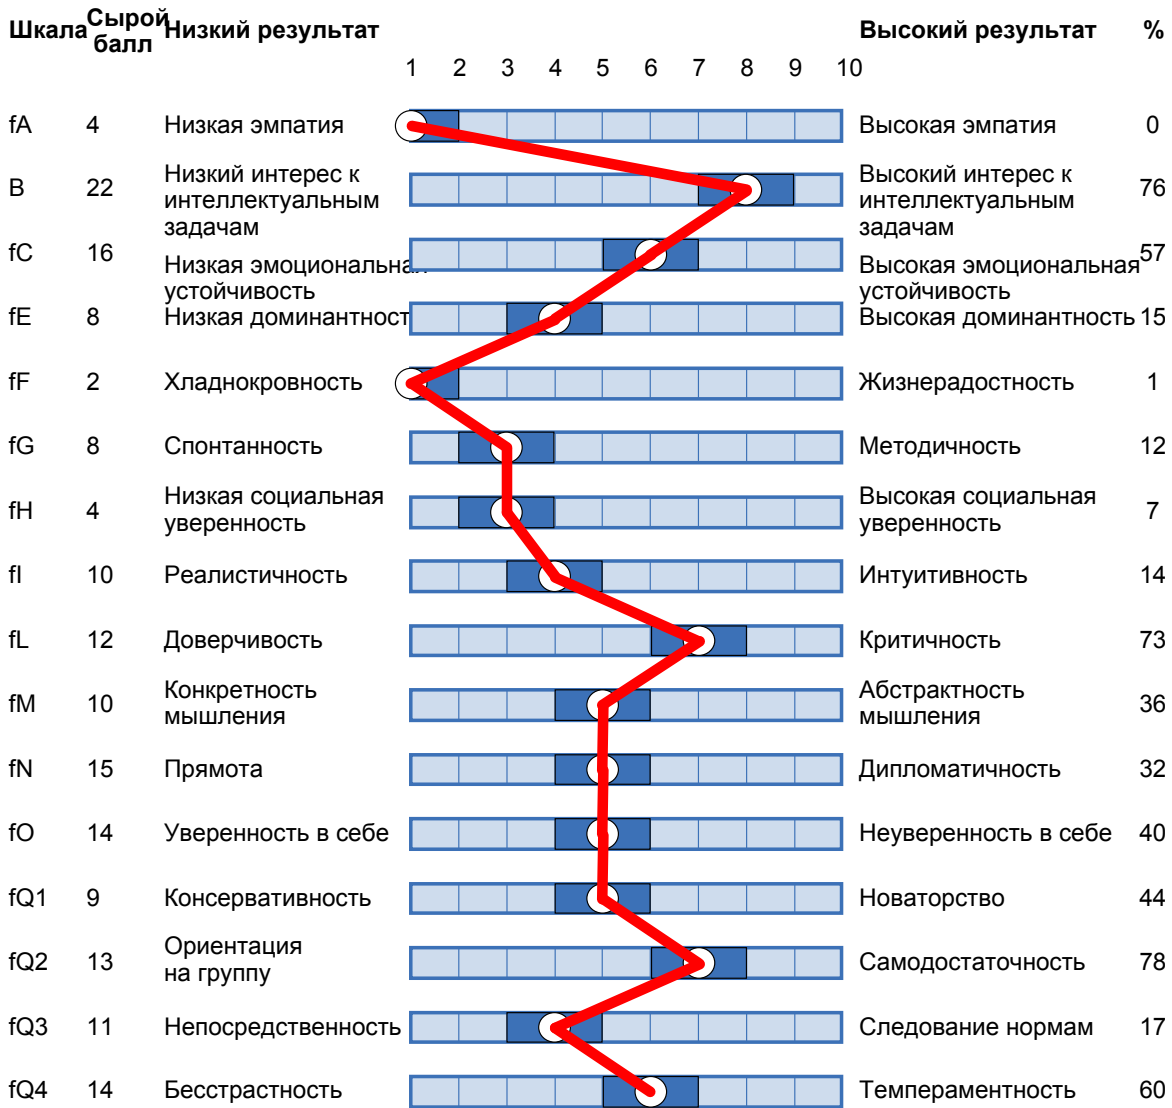 Шкала Сырой балл Низкий результат Высокий результат %
1 2 3 4 5 6 7 8 9 10
fA 4 Низкая эмпатия Высокая эмпатия 0
B 22 Низкий интерес к интеллектуальным задачам Высокий интерес к интеллектуальным задачам 76
fC 16 Низкая эмоциональная устойчивость Высокая эмоциональная устойчивость 57
fE 8 Низкая доминантност Высокая доминантность 15
fF 2 Хладнокровность Жизнерадостность 1
fG 8 Спонтанность Методичность 12
fH 4 Низкая социальная уверенность Высокая социальная уверенность 7
fI 10 Реалистичность Интуитивность 14
fL 12 Доверчивость Критичность 73
fM 10 Конкретность мышления Абстрактность мышления 36
fN 15 Прямота Дипломатичность 32
fO 14 Уверенность в себе Неуверенность в себе 40
fQ1 9 Консервативность Новаторство 44
fQ2 13 Ориентация на группу Самодостаточность 78
fQ3 11 Непосредственность Следование нормам 17
fQ4 14 Бесстрастность Темпераментность 60